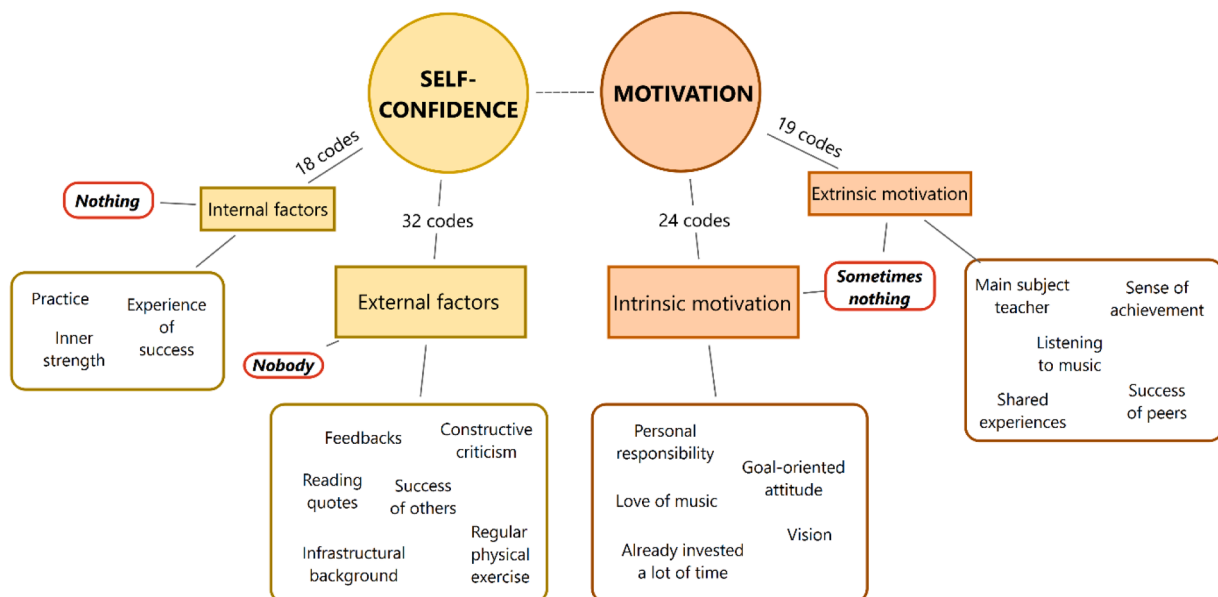 SELF-
CONFIDENCE
MOTIVATION
18 codes
19 codes
Nothing
Internal factors
32 codes
24 codes
Extrinsic motivation
External factors
Intrinsic motivation
Sometimes
nothing
Nobody
Practice
Experience
of
success
Inner
strength
Main subject
teacher
Sense of
achievement
Listening
to music
Shared
experiences
Success
of peers
Feedbacks
Constructive
criticism
Reading
quotes
Success
of others
Infrastructural
background
Regular
physical
exercise
Personal
responsibility
Goal-oriented
attitude
Love of music
Vision
Already invested
a lot of time